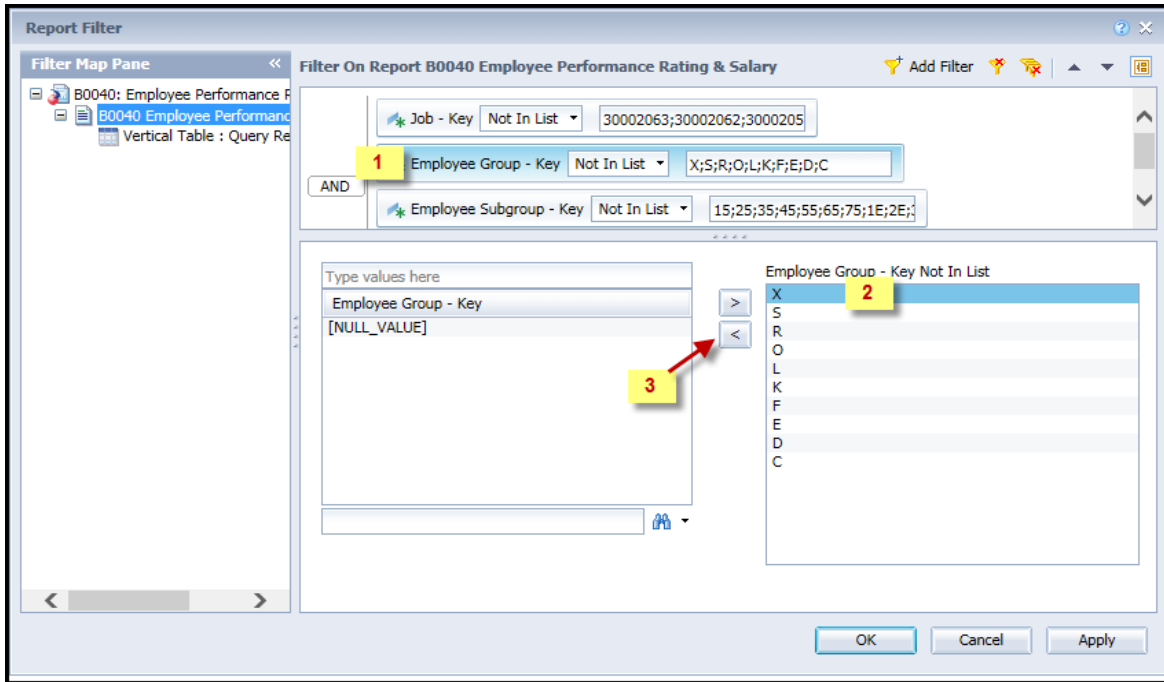 Report Filter
Filter Map Pane
B0040: Employee Performance R
B0040 Employee Performanc
Vertical Table : Query Re
Filter On Report B0040 Employee Performance Rating & Salary
Add Filter
Job - Key Not In List 30002063;30002062;3000205
AND
1 Employee Group - Key Not In List X;S;R;O;L;K;F;E;D;C
Employee Subgroup - Key Not In List 15;25;35;45;55;65;75;1E;2E;
Type values here
Employee Group - Key
[NULL_VALUE]
>
<
3
Employee Group - Key Not In List
X 2
S
R
O
L
K
F
E
D
C
OK Cancel Apply